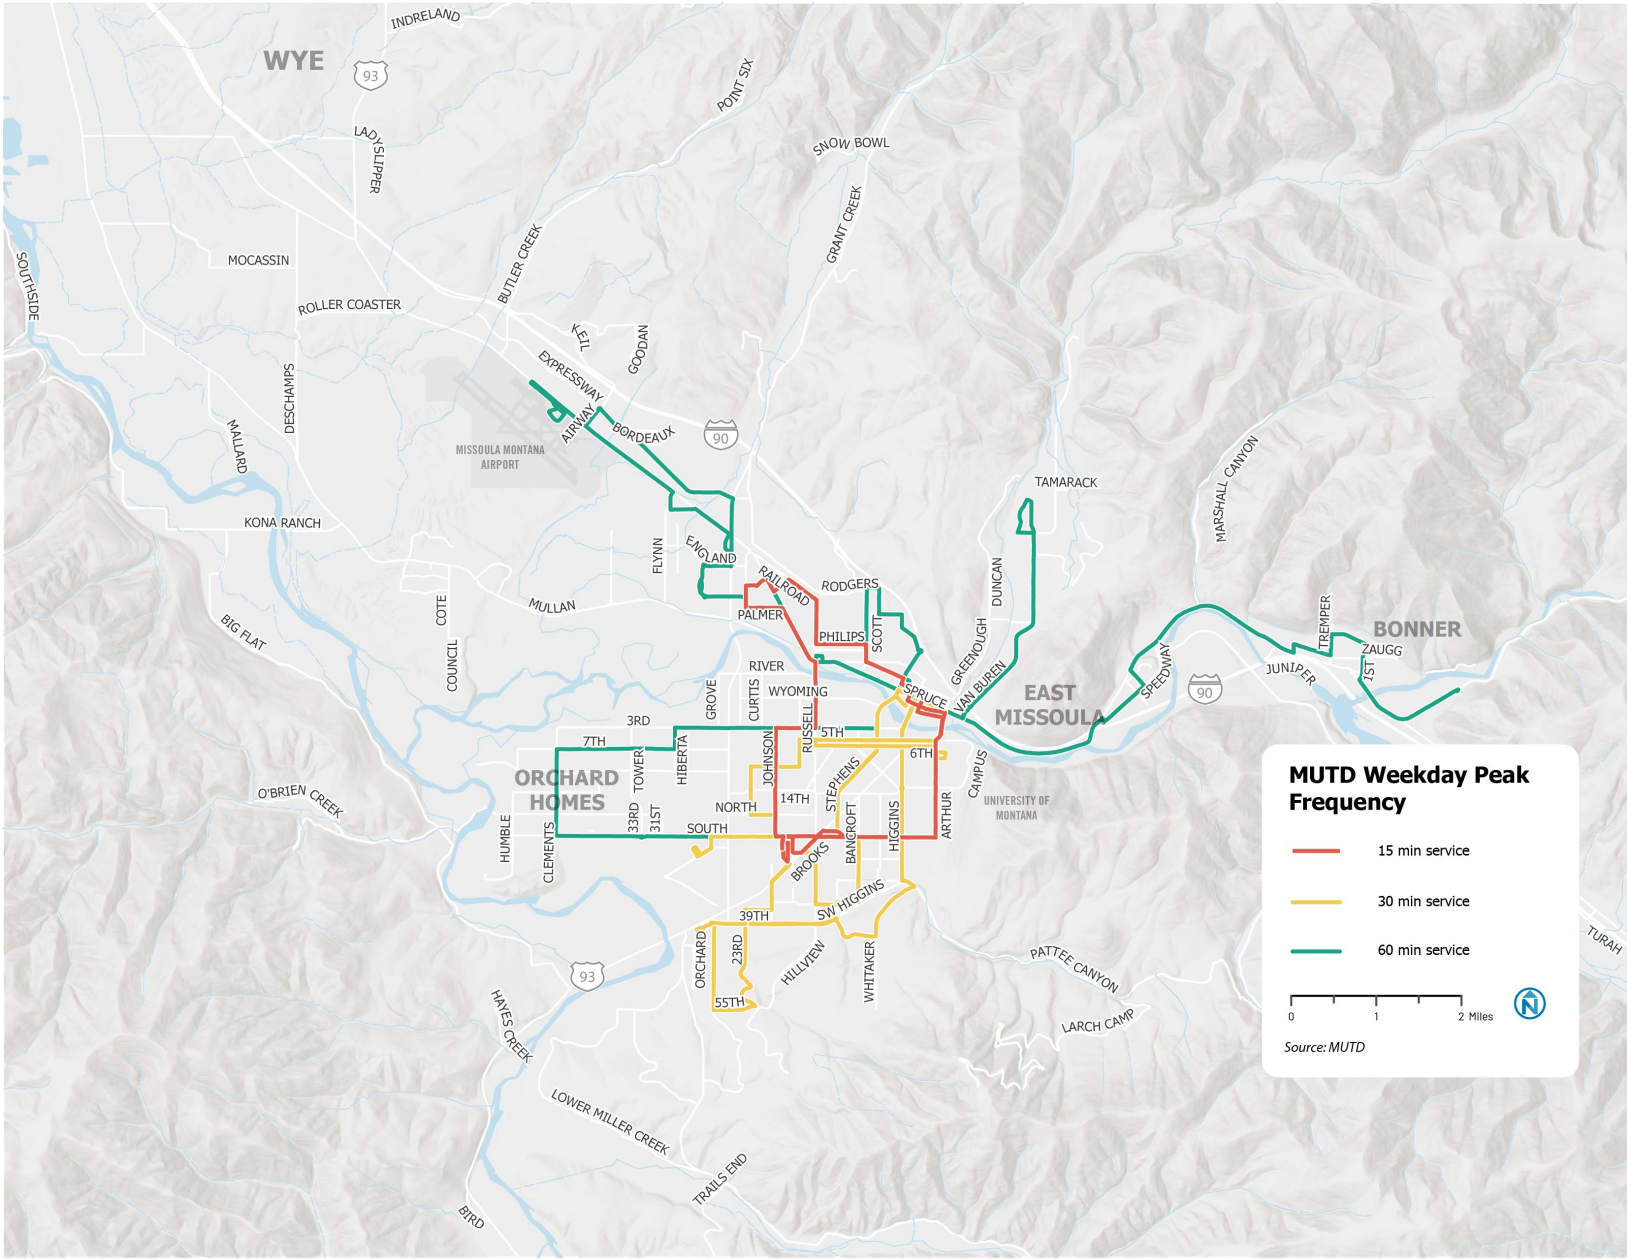 INDRELAND
WYE
93
POINT SIX
LADYSLIPPER
SNOW BOWL
GRANT CREEK
MOCASSIN
BUTLER CREEK
SOUTHSIDE
ROLLER COASTER
KEIL
GOODAN
EXPRESSWAY
DESCHAMPS
MALLARD
AIRWAY
BORDEAUX
90
MISSOULA MONTANA
AIRPORT
MARSHALL CANYON
TAMARACK
KONA RANCH
FLYNN
ENGLAND
RAILROAD
RODGERS
DUNCAN
COTE
MULLAN
PALMER
BIG FLAT
PHILIPS
SCOTT
GREENOUGH
TREMPER
BONNER
ZAUGG
COUNCIL
RIVER
SPEEDWAY
JUNIPER
1ST
GROVE
CURTIS
WYOMING
SPRUCE
VAN BUREN
EAST
MISSOULA
90
3RD
RUSSELL
5TH
7TH
TOWER
HIBERTA
JOHNSON
6TH
CAMPUS
ORCHARD
HOMES
STEPHENS
O'BRIEN CREEK
14TH
NORTH
33RD
31ST
SOUTH
HUMBLE
CLEMENTS
BROOKS
BANCROFT
HIGGINS
ARTHUR
UNIVERSITY OF
MONTANA
39TH
SW HIGGINS
ORCHARD
23RD
HILLVIEW
WHITAKER
93
55TH
PATTEE CANYON
LARCH CAMP
TURAH
HAYES CREEK
LOWER MILLER CREEK
TRAILS END
BIRD
MUTD Weekday Peak
Frequency
15 min service
30 min service
60 min service
0 1 2 Miles
N
Source: MUTD